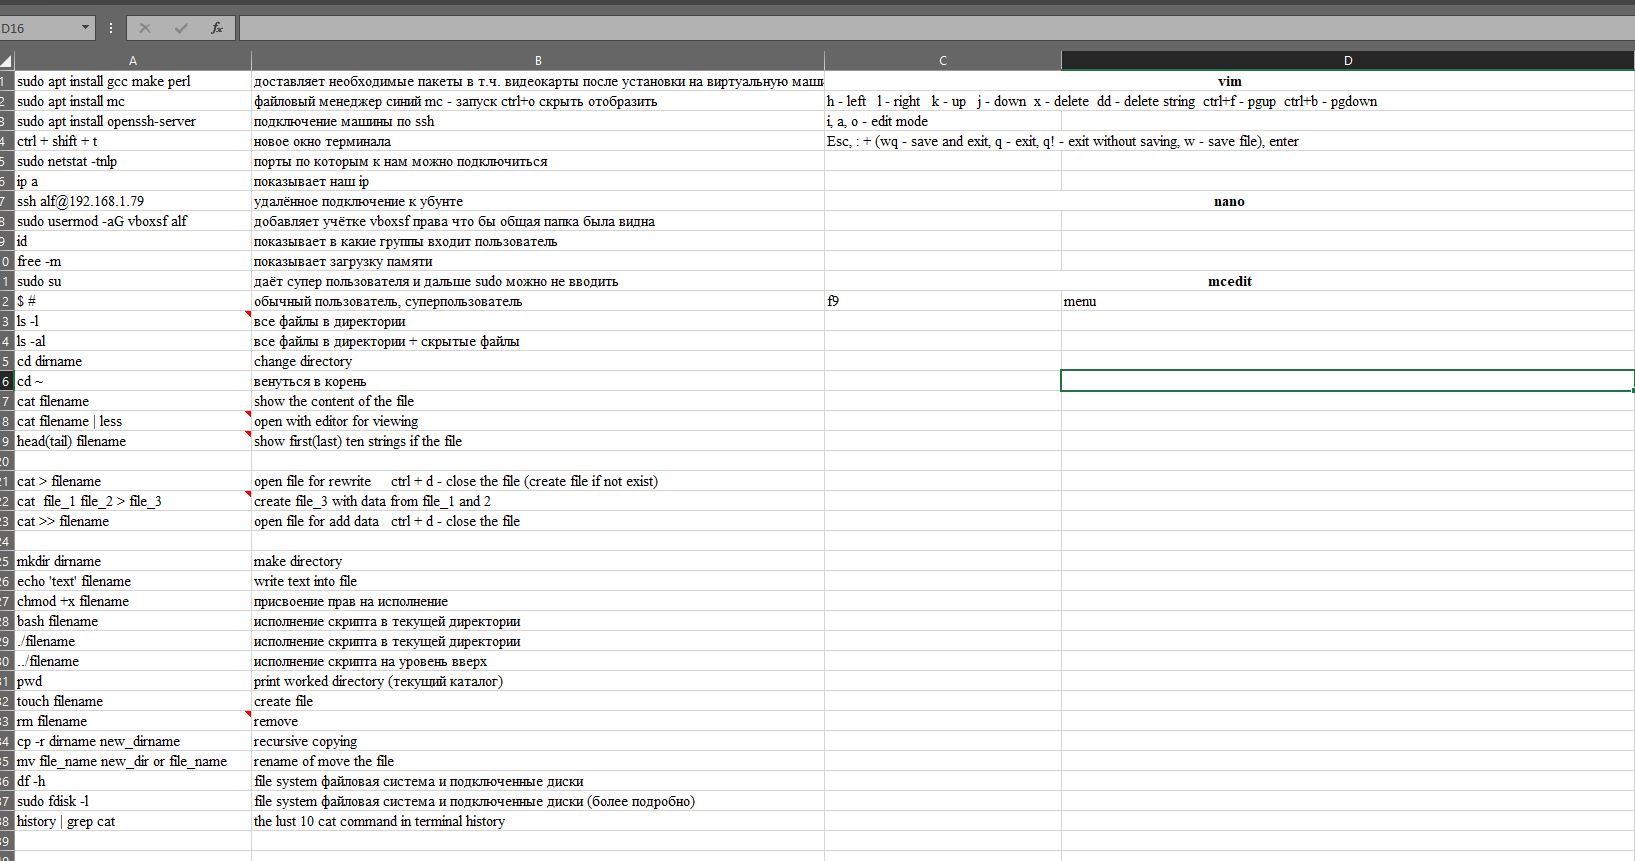 D16 fx
A B C D
1 sudo apt install gcc make perl доставляет необходимые пакеты в т.ч. видеокарты после установки на виртуальную маши vim
2 sudo apt install mc файловый менеджер синий mc - запуск ctrl+o скрыть отобразить h - left l - right k - up j - down x - delete dd - delete string ctrl+f - pgup ctrl+b - pgdown
3 sudo apt install openssh-server подключение машины по ssh i, a, o - edit mode
4 ctrl + shift + t новое окно терминала Esc, : + (wq - save and exit, q - exit, q! - exit without saving, w - save file), enter
5 sudo netstat -tnlp порты по которым к нам можно подключиться
6 ip a показывает наш ip
7 ssh alf@192.168.1.79 удалённое подключение к убунте nano
8 sudo usermod -aG vboxsf alf добавляет учётке vboxsf права что бы общая папка была видна
9 id показывает в какие группы входит пользователь
0 free -m показывает загрузку памяти
1 sudo su даёт супер пользователя и дальше sudo можно не вводить mcedit
2 $ # обычный пользователь, суперпользователь f9 menu
3 ls -l все файлы в директории
4 ls -al все файлы в директории + скрытые файлы
5 cd dirname change directory
6 cd ~ венуться в корень
7 cat filename show the content of the file
8 cat filename | less open with editor for viewing
9 head(tail) filename show first(last) ten strings if the file
20
21 cat > filename open file for rewrite ctrl + d - close the file (create file if not exist)
22 cat file_1 file_2 > file_3 create file_3 with data from file_1 and 2
23 cat >> filename open file for add data ctrl + d - close the file
24
25 mkdir dirname make directory
26 echo 'text' filename write text into file
27 chmod +x filename присвоение прав на исполнение
28 bash filename исполнение скрипта в текущей директории
29 ./filename исполнение скрипта в текущей директории
30 ../filename исполнение скрипта на уровень вверх
31 pwd print worked directory (текущий каталог)
32 touch filename create file
33 rm filename remove
34 cp -r dirname new_dirname recursive copying
35 mv file_name new_dir or file_name rename of move the file
36 df -h file system файловая система и подключенные диски
37 sudo fdisk -l file system файловая система и подключенные диски (более подробно)
38 history | grep cat the lust 10 cat command in terminal history
39